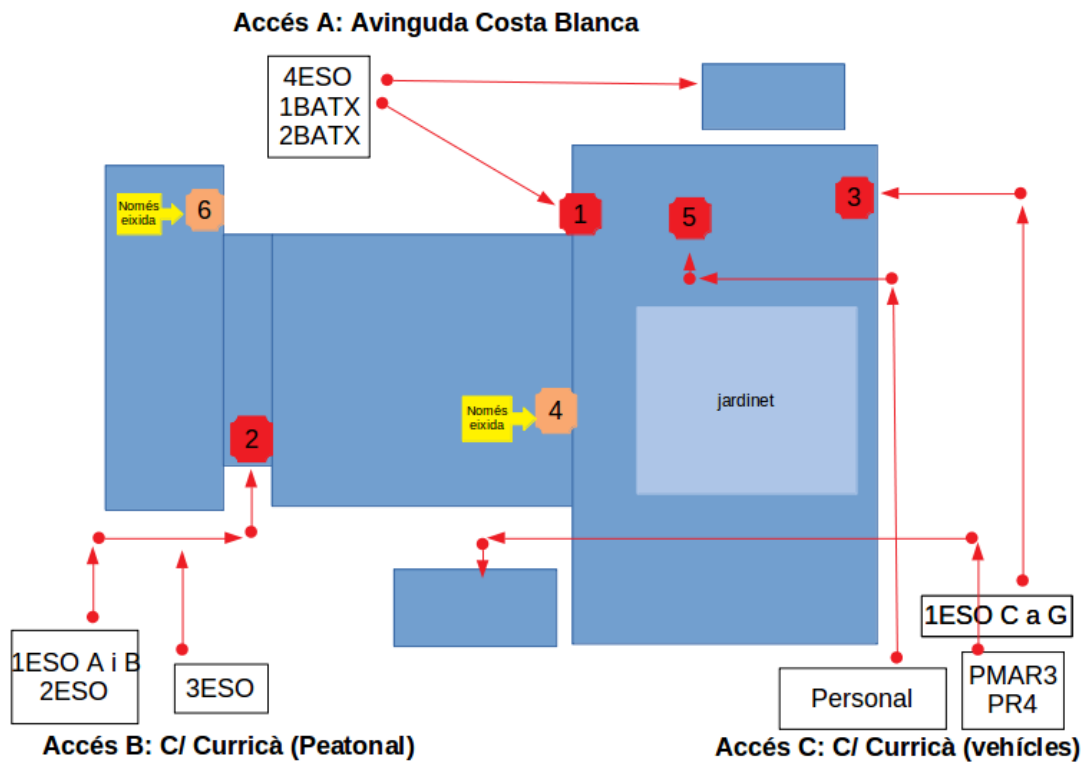 Accés A: Avinguda Costa Blanca
4ESO
1BATX
2BATX
Només
eixida
6
1
5
3
jardinet
Només
eixida
4
2
1ESO A i B
2ESO
3ESO
1ESO C a G
Personal
PMAR3
PR4
Accés B: C/ Curricà (Peatonal)
Accés C: C/ Curricà (vehícles)